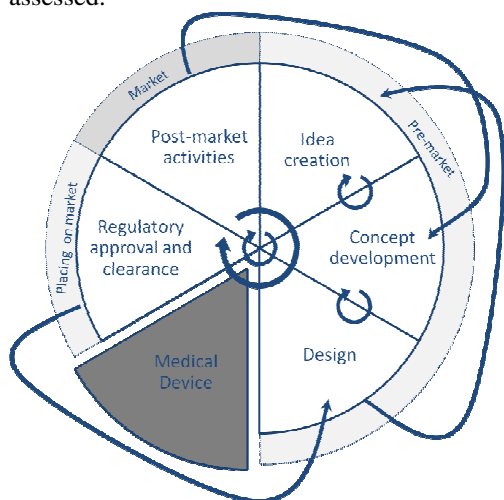 assessed.
Market
Pre-market
Placing on market
Post-market
activities
Idea
creation
Regulatory
approval and
clearance
Concept
development
Medical
Device
Design